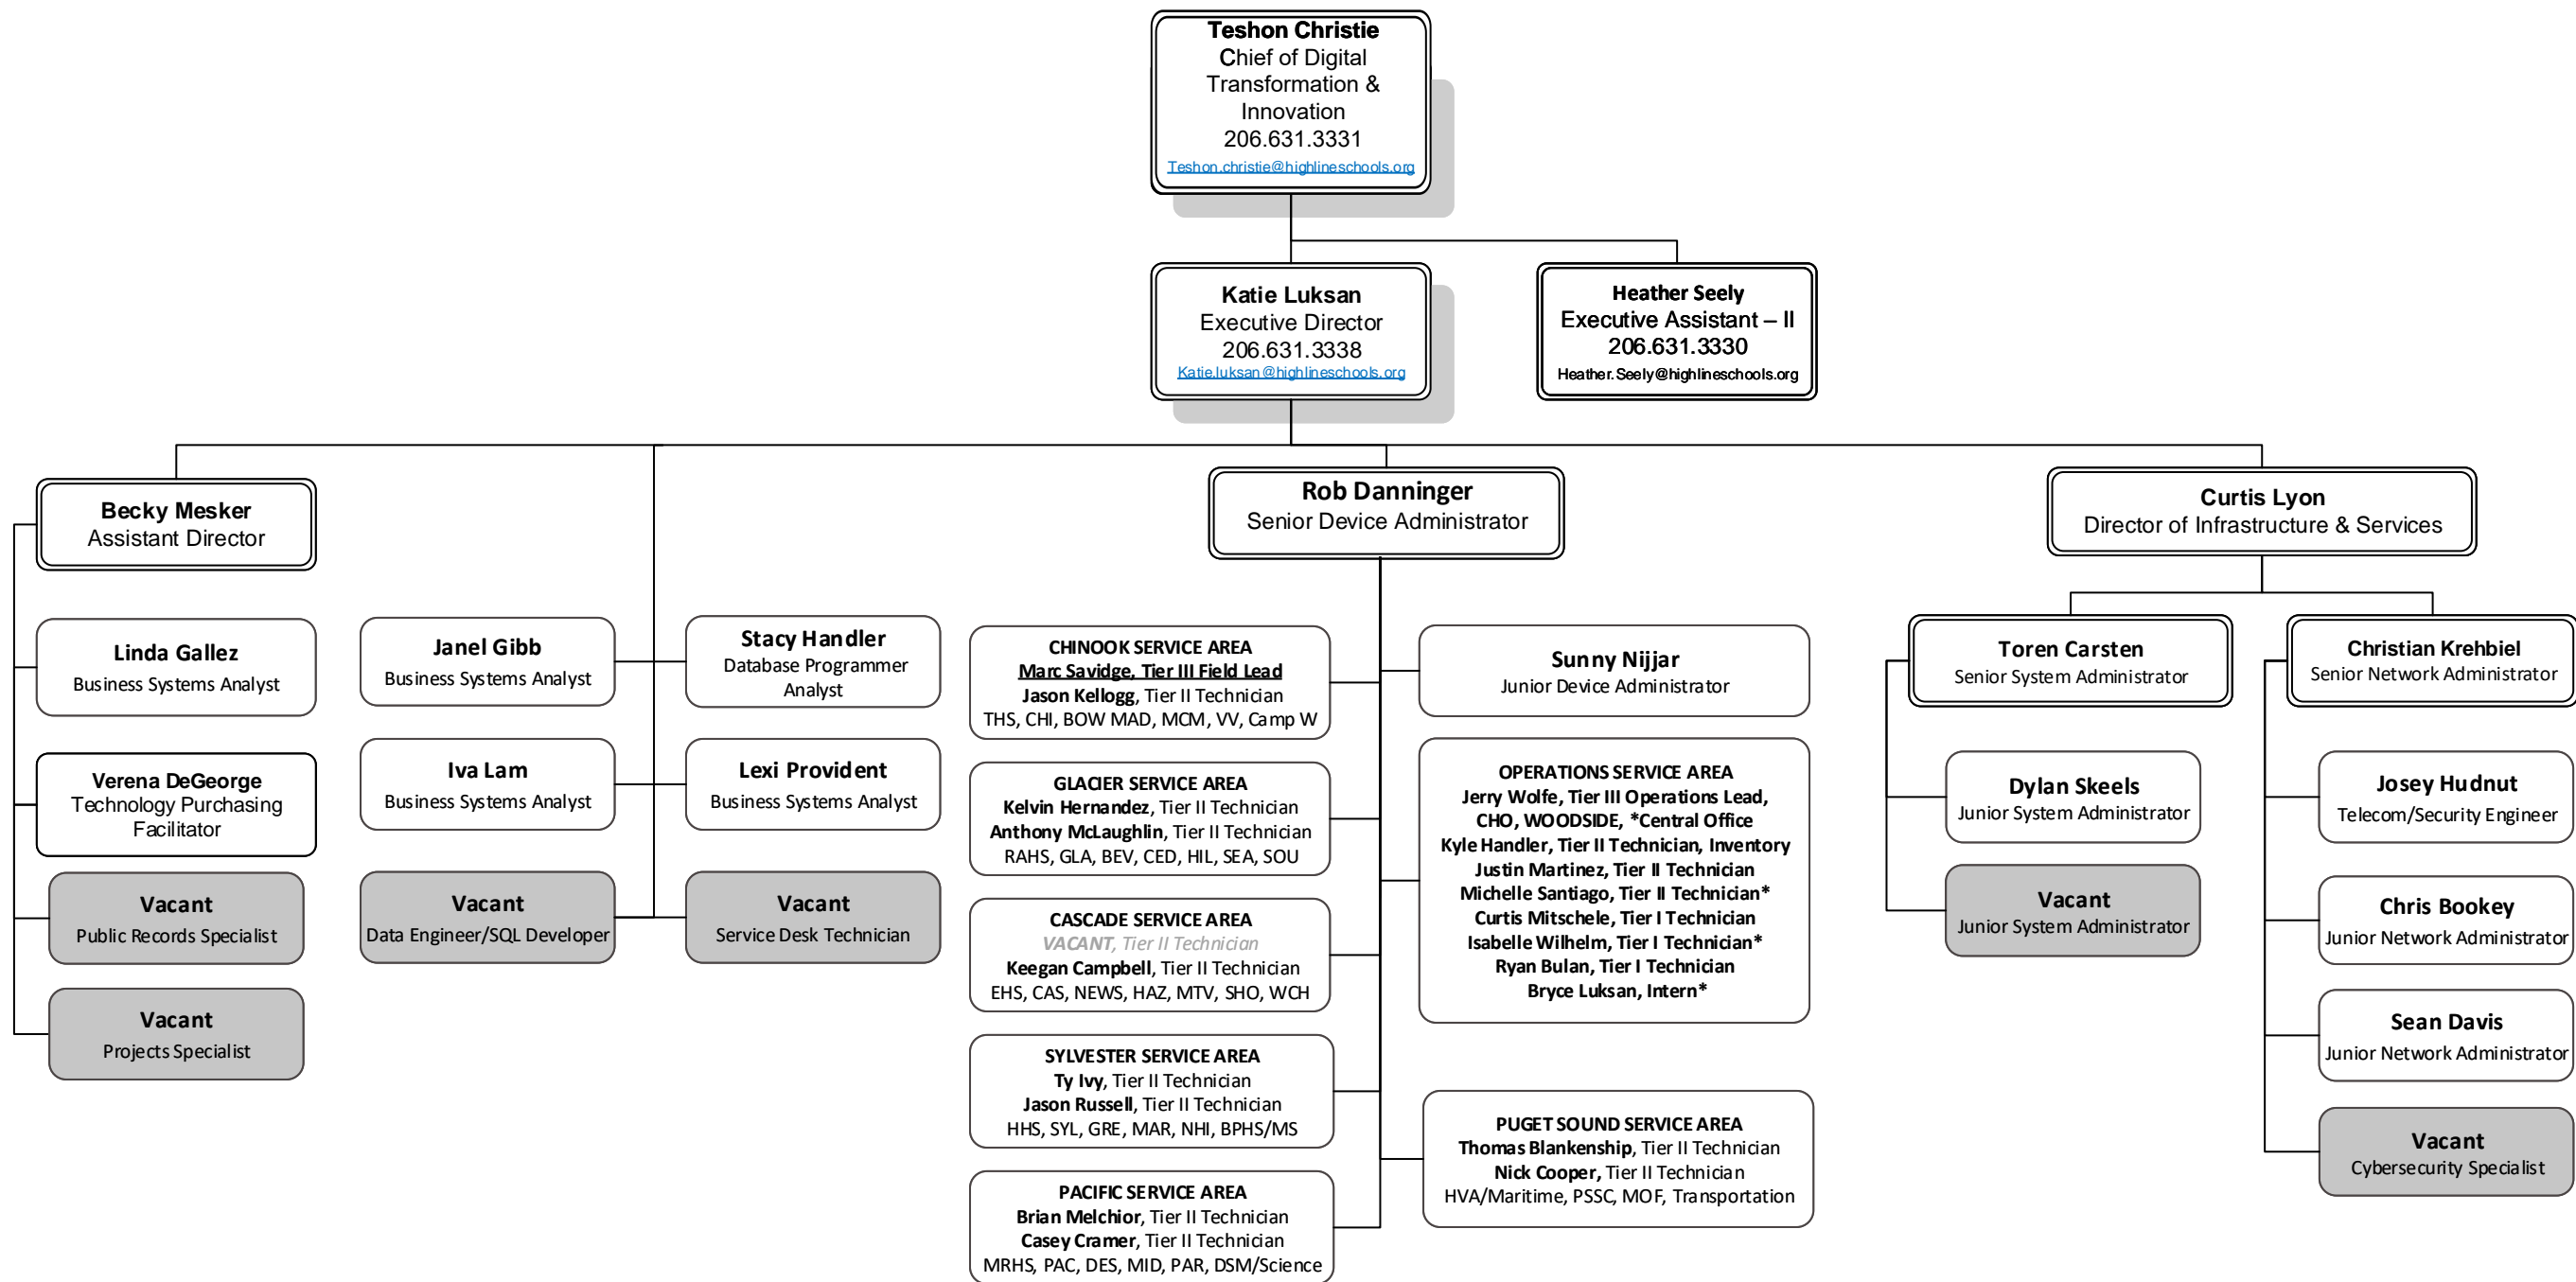 Teshon Christie
Chief of Digital
Transformation &
Innovation
206.631.3331
Teshon.christie@highlineschools.org
Katie Luksan
Executive Director
206.631.3338
Katie.luksan@highlineschools.org
Heather Seely
Executive Assistant – II
206.631.3330
Heather.Seely@highlineschools.org
Becky Mesker
Assistant Director
Linda Gallez
Business Systems Analyst
Verena DeGeorge
Technology Purchasing
Facilitator
Vacant
Public Records Specialist
Vacant
Projects Specialist
Janel Gibb
Business Systems Analyst
Stacy Handler
Database Programmer
Analyst
Iva Lam
Business Systems Analyst
Lexi Provident
Business Systems Analyst
Vacant
Data Engineer/SQL Developer
Vacant
Service Desk Technician
Rob Danninger
Senior Device Administrator
CHINOOK SERVICE AREA
Marc Savidge, Tier III Field Lead
Jason Kellogg, Tier II Technician
THS, CHI, BOW MAD, MCM, VV, Camp W
GLACIER SERVICE AREA
Kelvin Hernandez, Tier II Technician
Anthony McLaughlin, Tier II Technician
RAHS, GLA, BEV, CED, HIL, SEA, SOU
CASCADE SERVICE AREA
VACANT, Tier II Technician
Keegan Campbell, Tier II Technician
EHS, CAS, NEWS, HAZ, MTV, SHO, WCH
SYLVESTER SERVICE AREA
Ty Ivy, Tier II Technician
Jason Russell, Tier II Technician
HHS, SYL, GRE, MAR, NHI, BPHS/MS
PACIFIC SERVICE AREA
Brian Melchior, Tier II Technician
Casey Cramer, Tier II Technician
MRHS, PAC, DES, MID, PAR, DSM/Science
Sunny Nijjar
Junior Device Administrator
OPERATIONS SERVICE AREA
Jerry Wolfe, Tier III Operations Lead,
CHO, WOODSIDE, *Central Office
Kyle Handler, Tier II Technician, Inventory
Justin Martinez, Tier II Technician
Michelle Santiago, Tier II Technician*
Curtis Mitschele, Tier I Technician
Isabelle Wilhelm, Tier I Technician*
Ryan Bulan, Tier I Technician
Bryce Luksan, Intern*
PUGET SOUND SERVICE AREA
Thomas Blankenship, Tier II Technician
Nick Cooper, Tier II Technician
HVA/Maritime, PSSC, MOF, Transportation
Curtis Lyon
Director of Infrastructure & Services
Toren Carsten
Senior System Administrator
Dylan Skeels
Junior System Administrator
Vacant
Junior System Administrator
Christian Krehbiel
Senior Network Administrator
Josey Hudnut
Telecom/Security Engineer
Chris Bookey
Junior Network Administrator
Sean Davis
Junior Network Administrator
Vacant
Cybersecurity Specialist